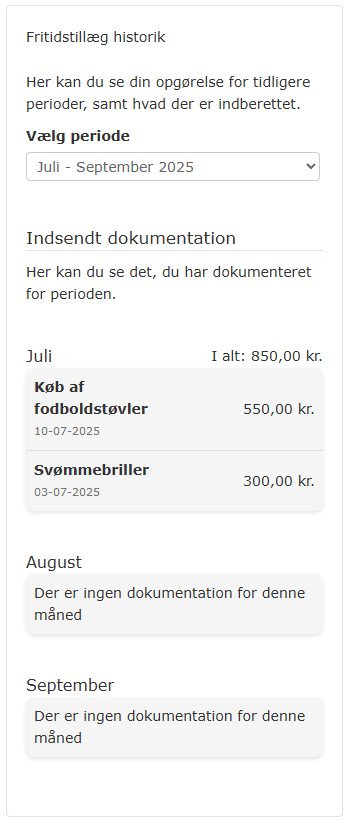 Fritidstillæg historik
Her kan du se din opgørelse for tidligere
perioder, samt hvad der er indberettet.
Vælg periode
Juli - September 2025
Indsendt dokumentation
Her kan du se det, du har dokumenteret
for perioden.
Juli I alt: 850,00 kr.
Køb af
fodboldstøvler 550,00 kr.
10-07-2025
Svømmebriller 300,00 kr.
03-07-2025
August
Der er ingen dokumentation for denne
måned
September
Der er ingen dokumentation for denne
måned